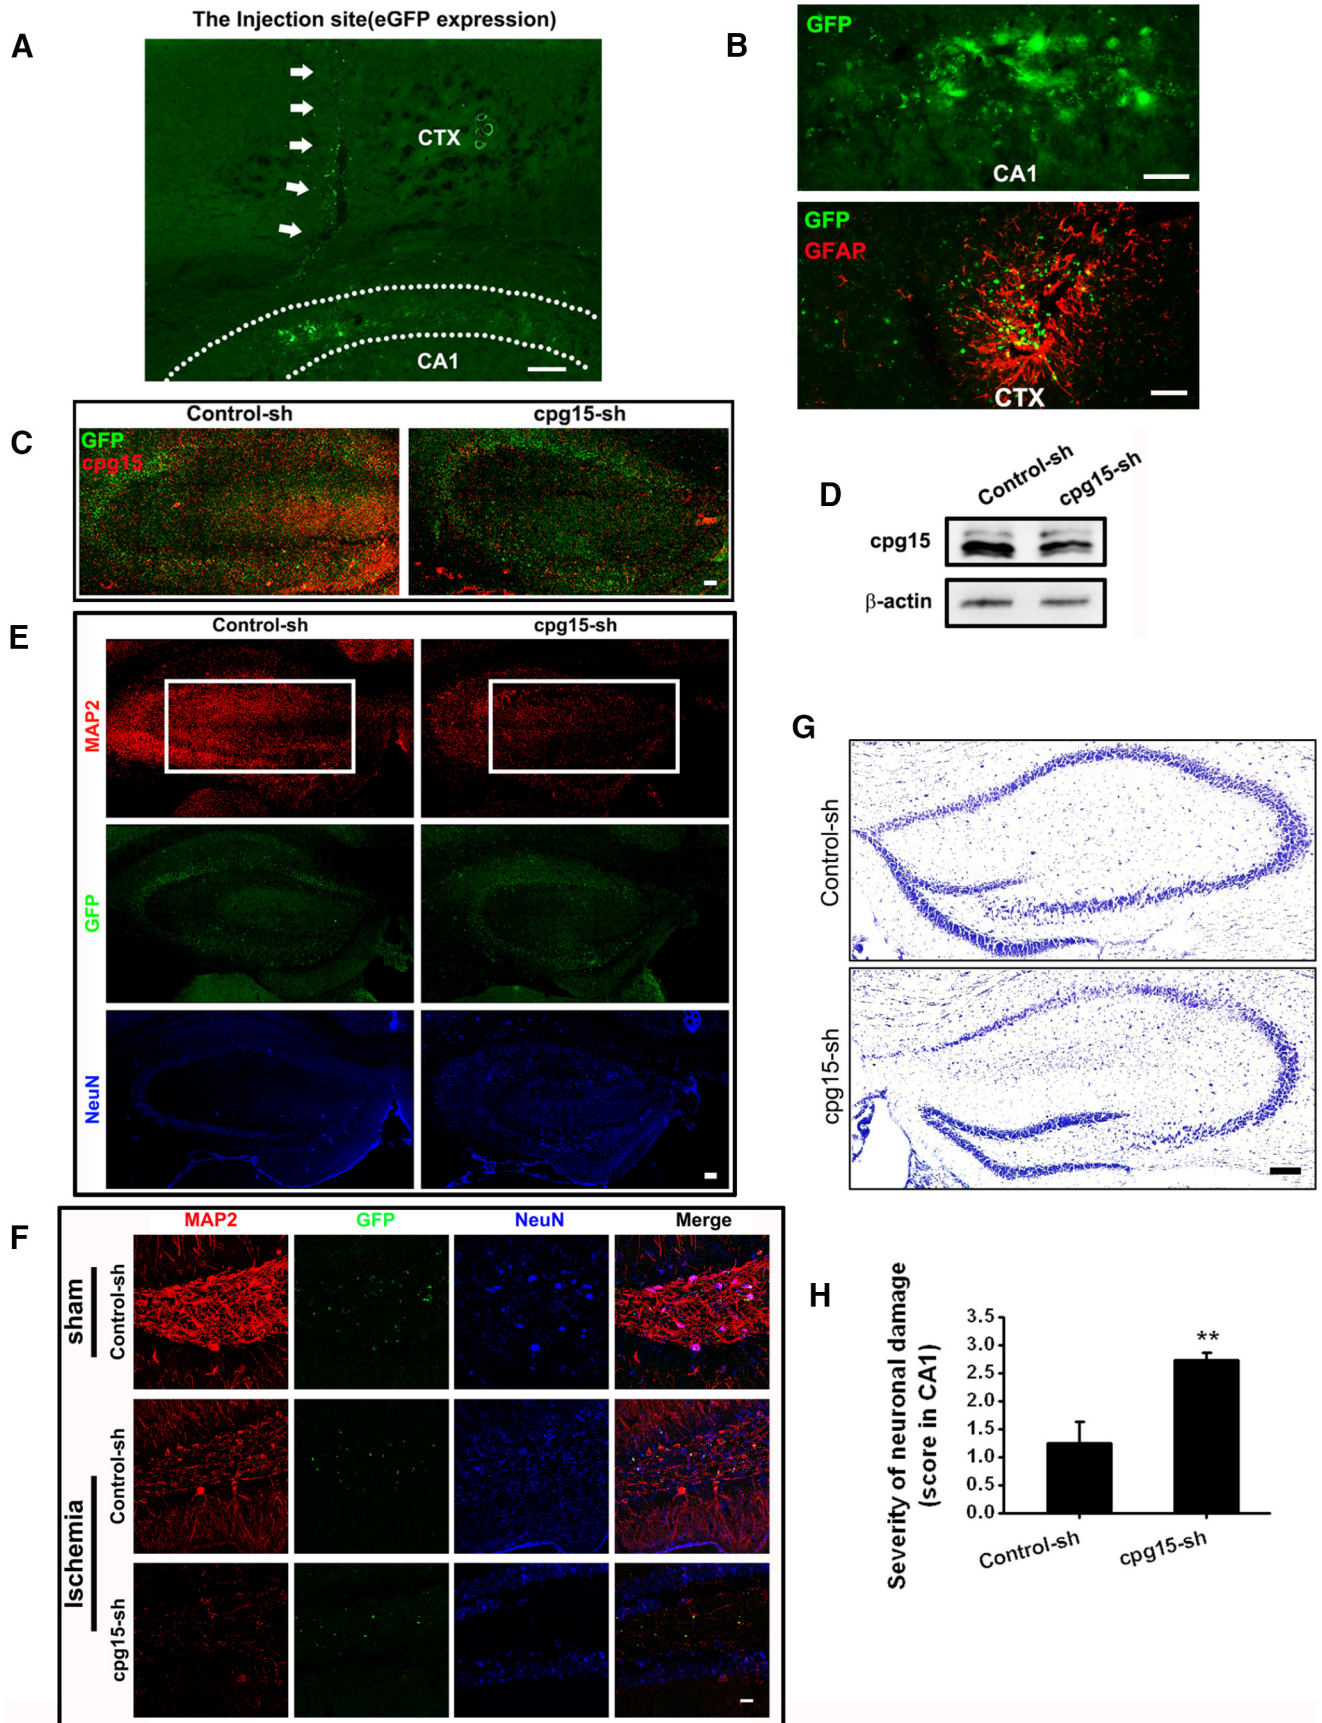 A
The Injection site(eGFP expression)
CTX
CA1
B
GFP
CA1
GFP
GFAP
CTX
C
Control-sh
cpg15-sh
GFP
cpg15
D
Control-sh
cpg15-sh
cpg15
β-actin
E
Control-sh
cpg15-sh
MAP2
GFP
NeuN
F
MAP2
GFP
NeuN
Merge
sham
Control-sh
Ischemia
Control-sh
cpg15-sh
G
Control-sh
cpg15-sh
H
Severity of neuronal damage
(score in CA1)
3.5
3.0
2.5
2.0
1.5
1.0
0.5
0.0
**
Control-sh
cpg15-sh